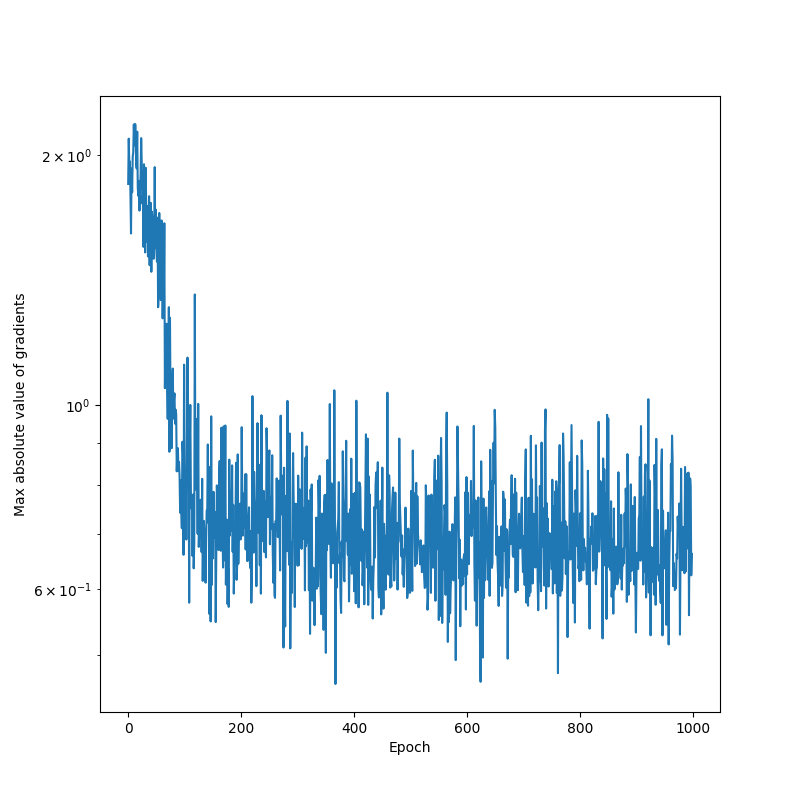 Max absolute value of gradients
2 × 10⁰
10⁰
6 × 10⁻¹
0 200 400 600 800 1000
Epoch